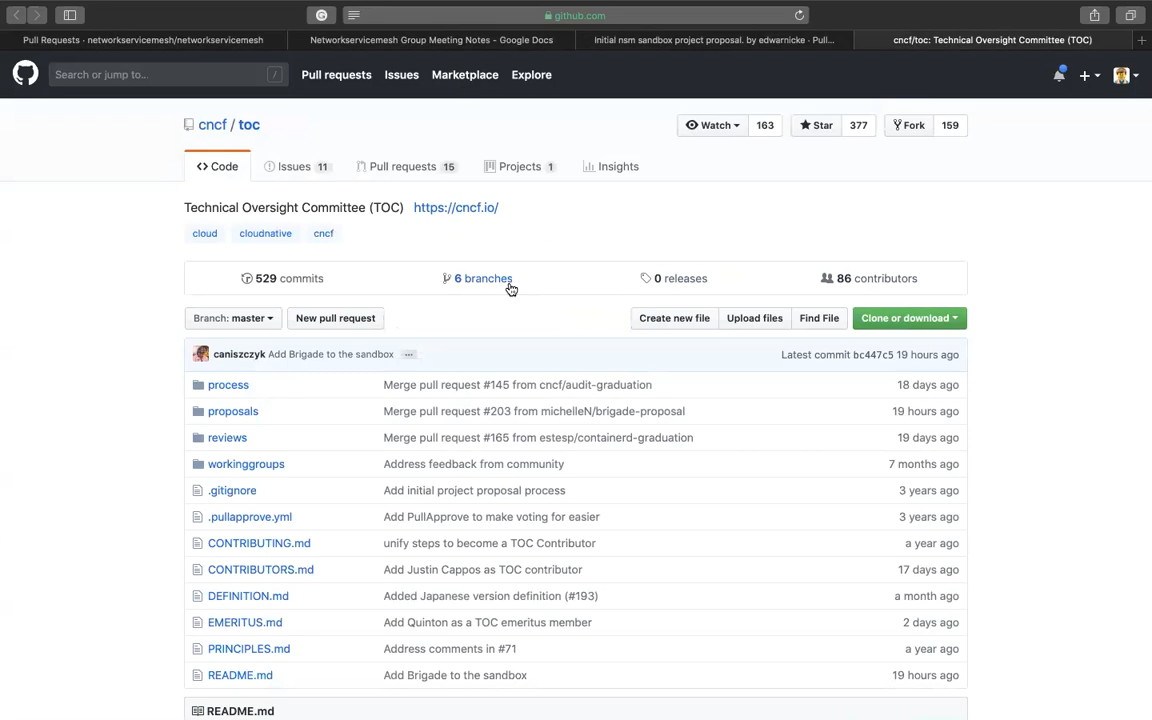 github.com
Pull Requests · networkservicemesh/networkservicemesh
Networkservicemesh Group Meeting Notes - Google Docs
Initial nsm sandbox project proposal. by edwarnicke · Pull...
cncf/toc: Technical Oversight Committee (TOC)
Search or jump to... /
Pull requests
Issues
Marketplace
Explore
cncf / toc
Watch 163
Star 377
Fork 159
<> Code
Issues 11
Pull requests 15
Projects 1
Insights
Technical Oversight Committee (TOC) https://cncf.io/
cloud cloudnative cncf
529 commits
6 branches
0 releases
86 contributors
Branch: master
New pull request
Create new file
Upload files
Find File
Clone or download
caniszczyk Add Brigade to the sandbox ... Latest commit bc447c5 19 hours ago
process Merge pull request #145 from cncf/audit-graduation 18 days ago
proposals Merge pull request #203 from michelleN/brigade-proposal 19 hours ago
reviews Merge pull request #165 from estesp/containerd-graduation 19 days ago
workinggroups Address feedback from community 7 months ago
.gitignore Add initial project proposal process 3 years ago
.pullapprove.yml Add PullApprove to make voting for easier 3 years ago
CONTRIBUTING.md unify steps to become a TOC Contributor a year ago
CONTRIBUTORS.md Add Justin Cappos as TOC contributor 17 days ago
DEFINITION.md Added Japanese version definition (#193) a month ago
EMERITUS.md Add Quinton as a TOC emeritus member 2 days ago
PRINCIPLES.md Address comments in #71 a year ago
README.md Add Brigade to the sandbox 19 hours ago
README.md